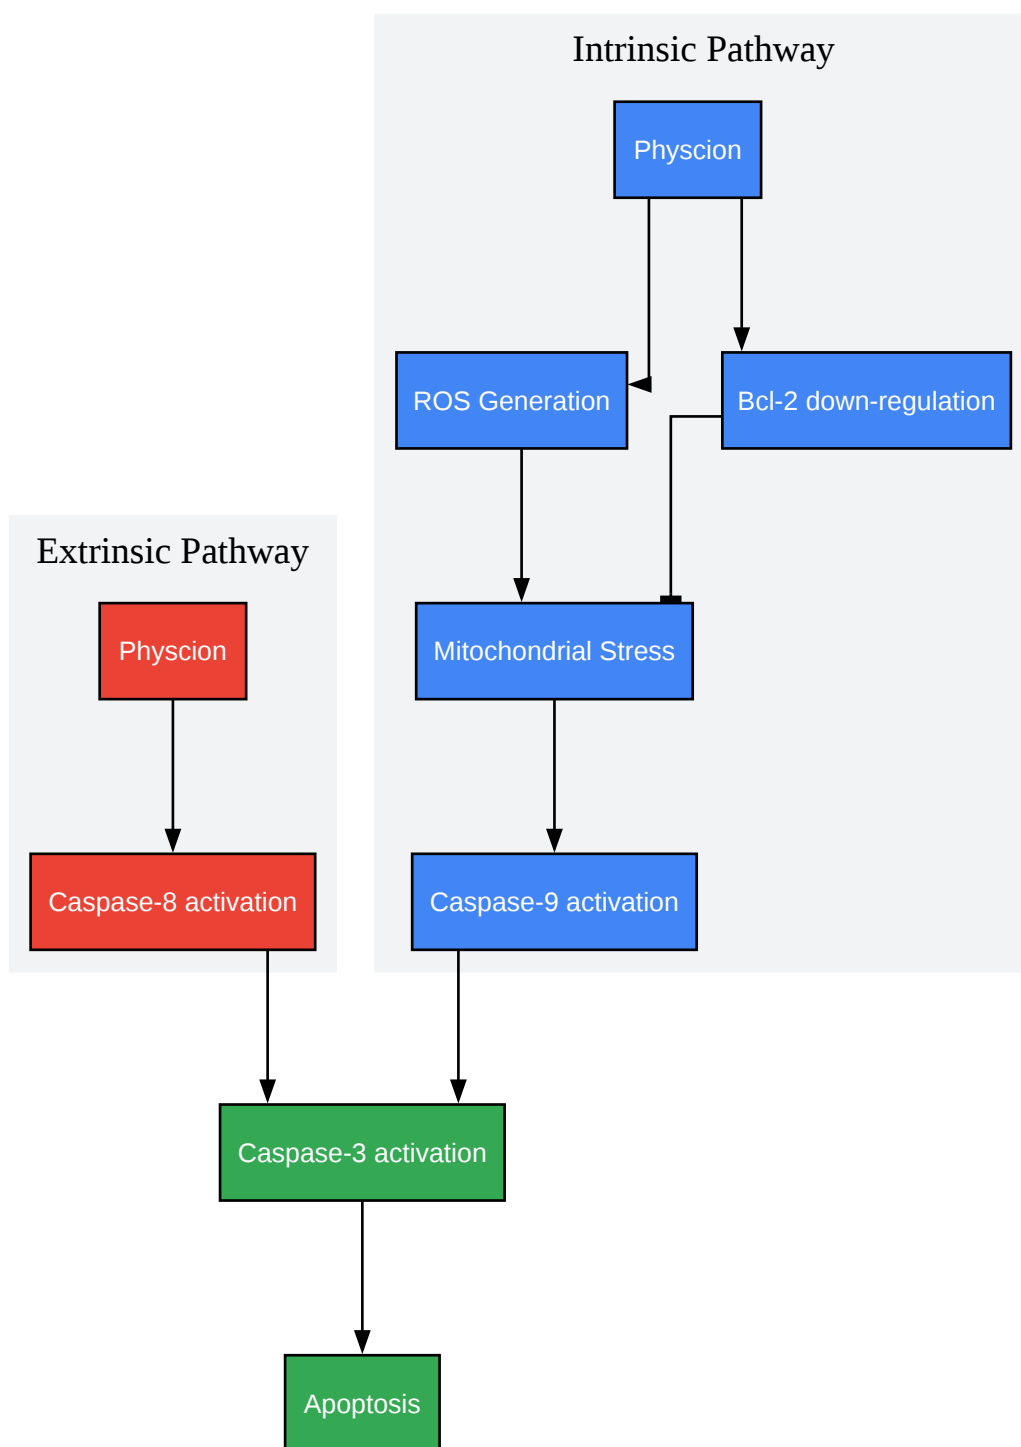 Intrinsic Pathway
Physcion
ROS Generation
Bcl-2 down-regulation
Extrinsic Pathway
Physcion
Mitochondrial Stress
Caspase-8 activation
Caspase-9 activation
Caspase-3 activation
Apoptosis